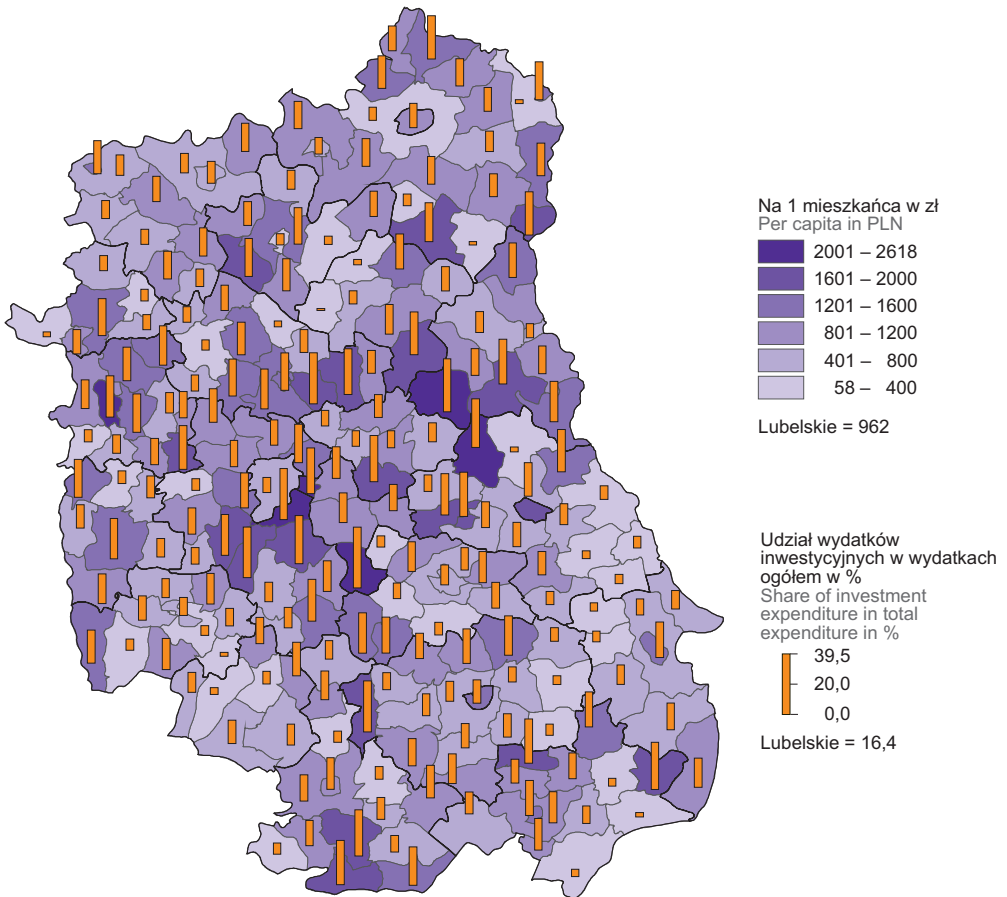 Na 1 mieszkańca w zł
Per capita in PLN
2001 – 2618
1601 – 2000
1201 – 1600
801 – 1200
401 – 800
58 – 400
Lubelskie = 962
Udział wydatków
inwestycyjnych w wydatkach
ogółem w %
Share of investment
expenditure in total
expenditure in %
39,5
20,0
0,0
Lubelskie = 16,4